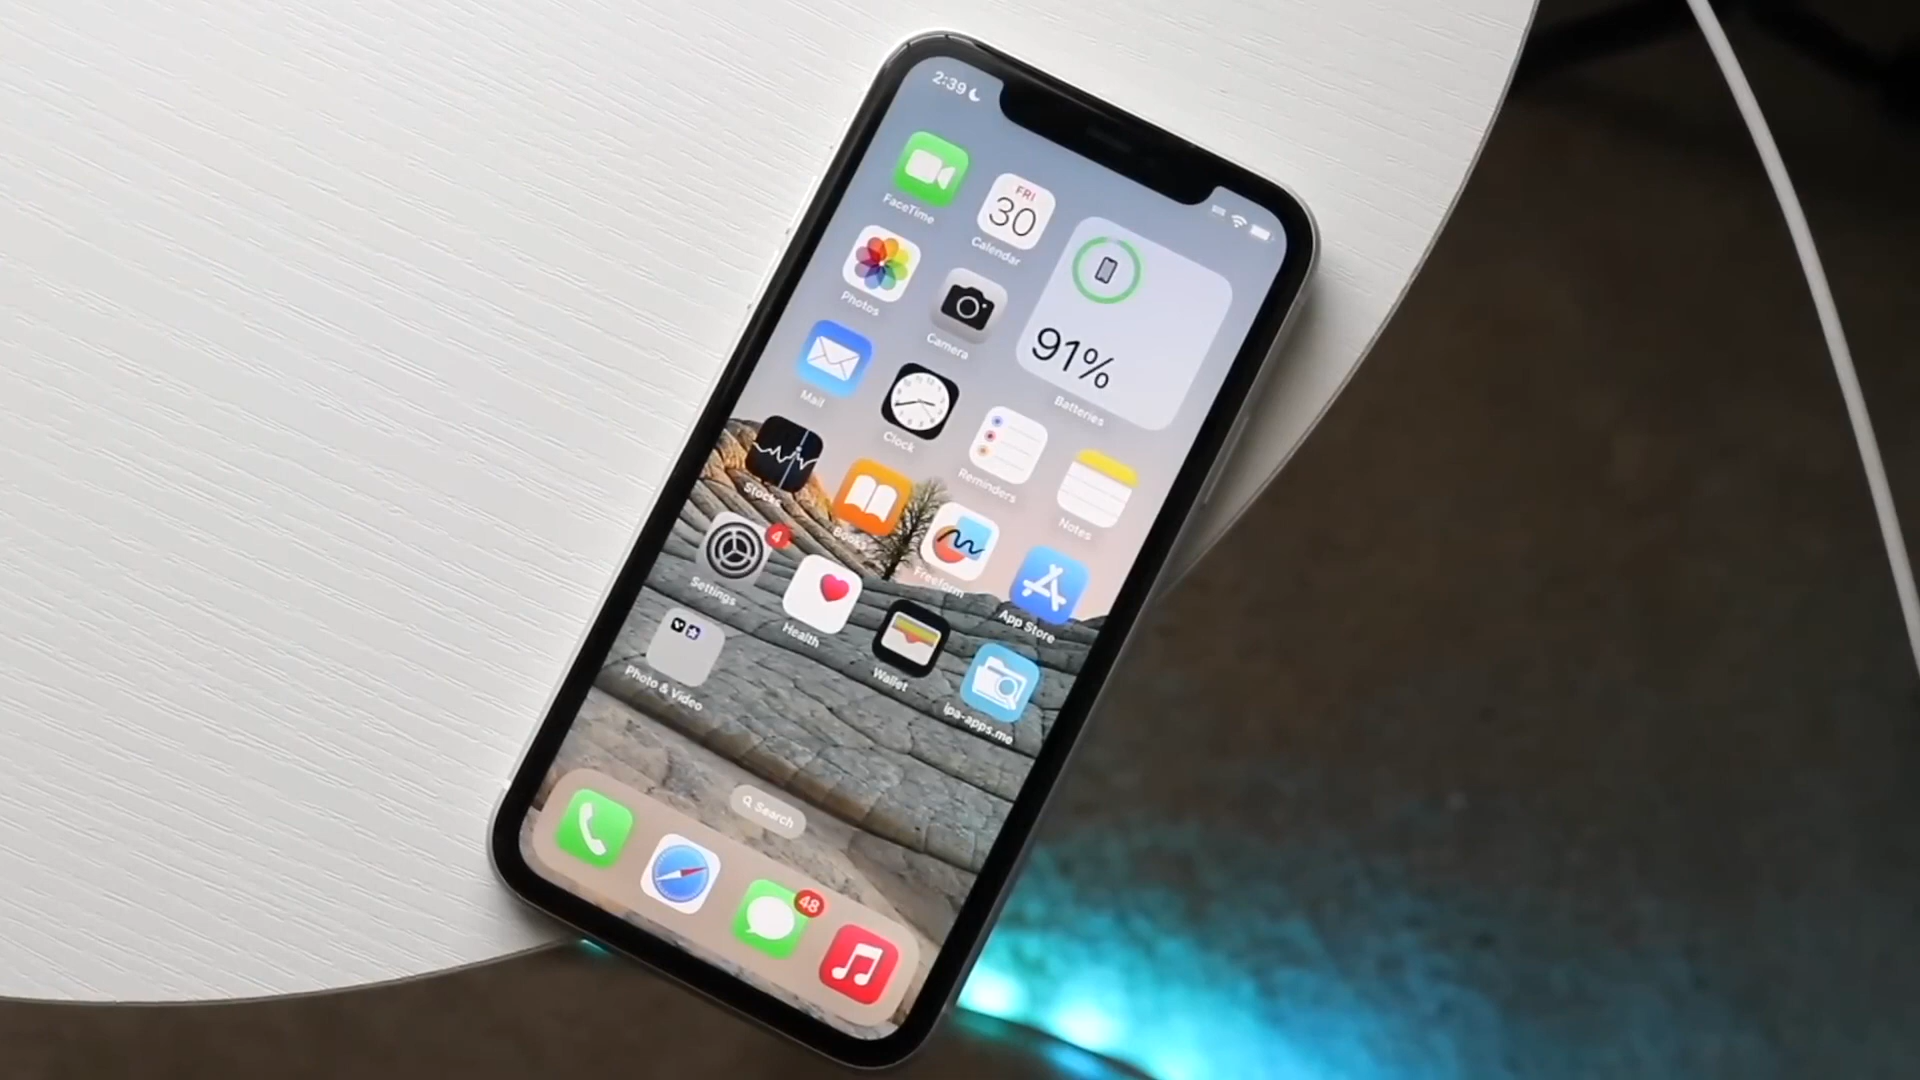 2:39
FaceTime
FRI
30
Calendar
Photos
Camera
91%
Batteries
Mail
Clock
Reminders
Notes
Stocks
Books
Freeform
App Store
4
Settings
Health
Wallet
ipa-apps.me
Photo & Video
Search
48